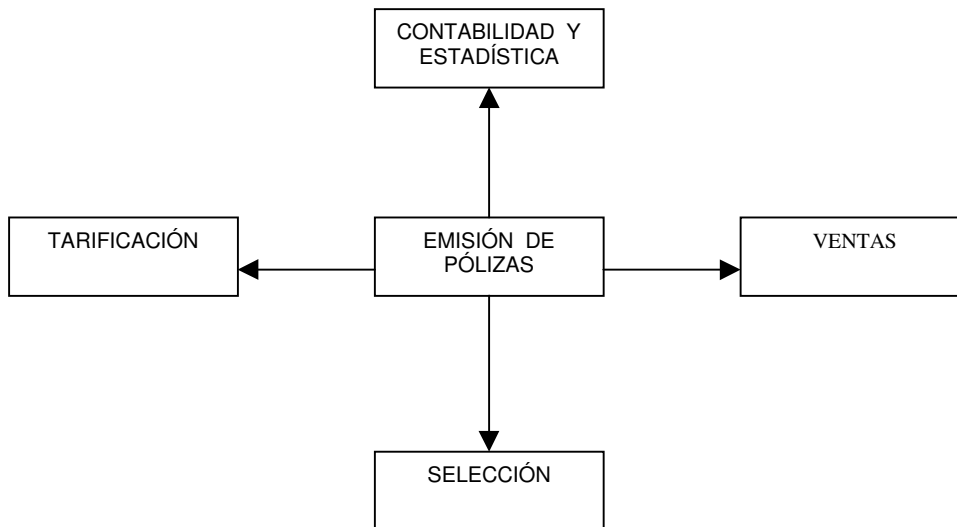 CONTABILIDAD Y
ESTADÍSTICA
TARIFICACIÓN
EMISIÓN DE
PÓLIZAS
VENTAS
SELECCIÓN